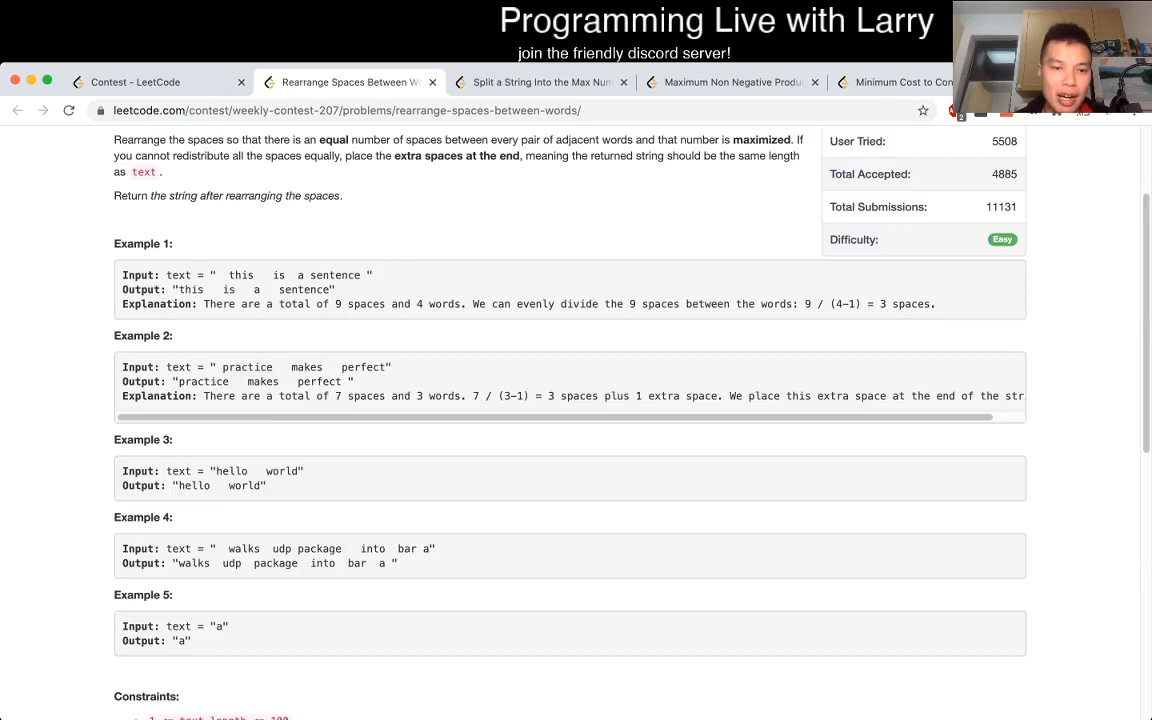 Programming Live with Larry
join the friendly discord server!
Contest - LeetCode
Rearrange Spaces Between Wo
Split a String Into the Max Num
Maximum Non Negative Produ
Minimum Cost to Con
leetcode.com/contest/weekly-contest-207/problems/rearrange-spaces-between-words/
2
Rearrange the spaces so that there is an equal number of spaces between every pair of adjacent words and that number is maximized. If
you cannot redistribute all the spaces equally, place the extra spaces at the end, meaning the returned string should be the same length
as text .
Return the string after rearranging the spaces.
User Tried: 5508
Total Accepted: 4885
Total Submissions: 11131
Difficulty: Easy
Example 1:
Input: text = "  this   is  a sentence "
Output: "this   is   a   sentence"
Explanation: There are a total of 9 spaces and 4 words. We can evenly divide the 9 spaces between the words: 9 / (4-1) = 3 spaces.
Example 2:
Input: text = " practice   makes   perfect"
Output: "practice   makes   perfect "
Explanation: There are a total of 7 spaces and 3 words. 7 / (3-1) = 3 spaces plus 1 extra space. We place this extra space at the end of the str
Example 3:
Input: text = "hello   world"
Output: "hello   world"
Example 4:
Input: text = "  walks  udp package   into  bar a"
Output: "walks  udp  package  into  bar  a "
Example 5:
Input: text = "a"
Output: "a"
Constraints:
1 <= text.length <= 100